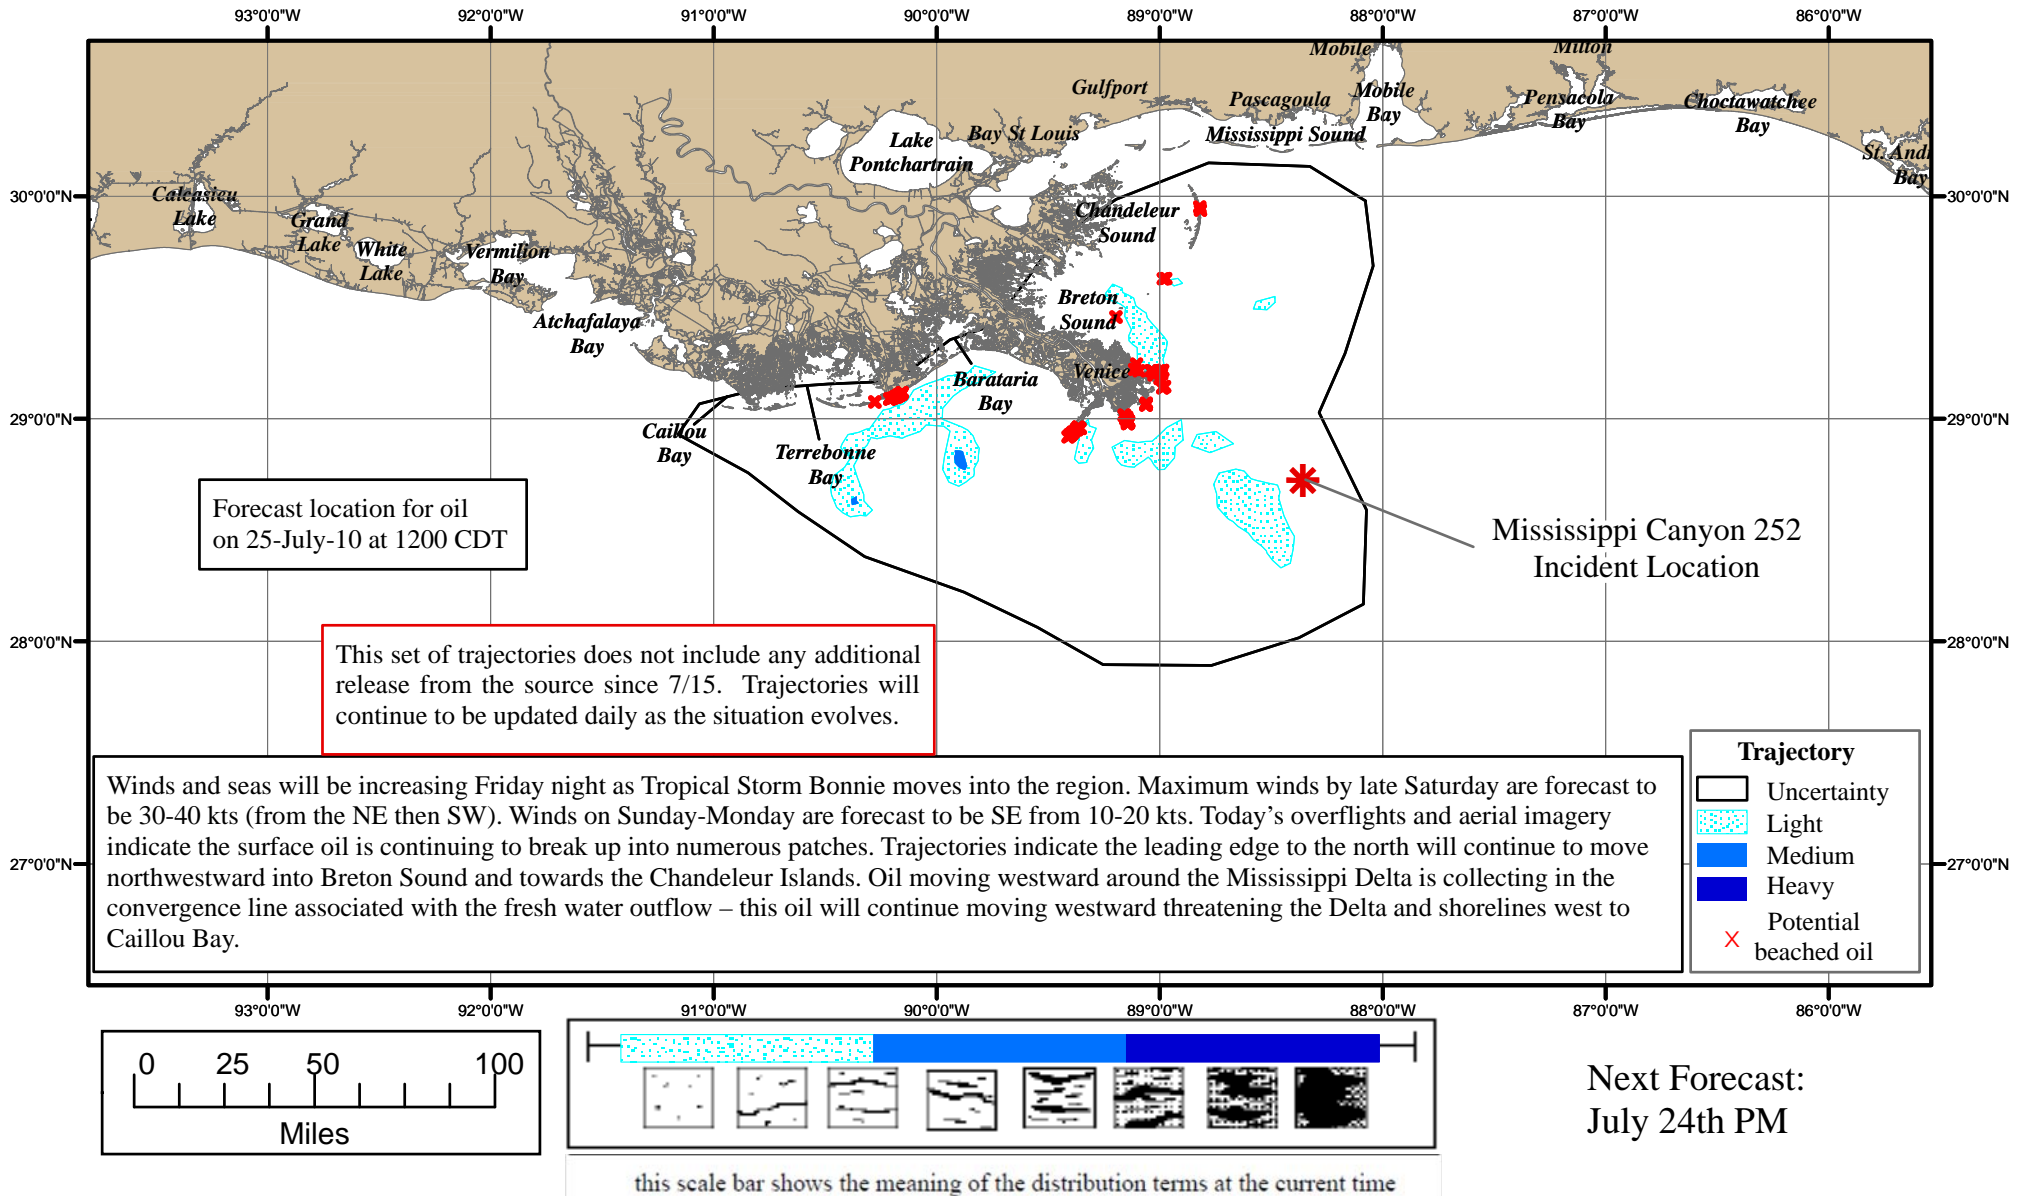 93°0'0"W 92°0'0"W 91°0'0"W 90°0'0"W 89°0'0"W 88°0'0"W 87°0'0"W 86°0'0"W
Mobile
Milton
Gulfport
Pascagoula
Mobile
Bay
Pensacola
Bay
Choctawatchee
Bay
Lake
Pontchartrain
Bay St Louis
Mississippi Sound
St. Andr
Bay
30°0'0"N
30°0'0"N
Calcasieu
Lake
Grand
Lake
White
Lake
Vermilion
Bay
Chandeleur
Sound
Atchafalaya
Bay
Breton
Sound
Venice
Barataria
Bay
29°0'0"N
29°0'0"N
Caillou
Bay
Terrebonne
Bay
Forecast location for oil
on 25-July-10 at 1200 CDT
Mississippi Canyon 252
Incident Location
28°0'0"N
28°0'0"N
This set of trajectories does not include any additional
release from the source since 7/15. Trajectories will
continue to be updated daily as the situation evolves.
Winds and seas will be increasing Friday night as Tropical Storm Bonnie moves into the region. Maximum winds by late Saturday are forecast to
be 30-40 kts (from the NE then SW). Winds on Sunday-Monday are forecast to be SE from 10-20 kts. Today's overflights and aerial imagery
indicate the surface oil is continuing to break up into numerous patches. Trajectories indicate the leading edge to the north will continue to move
northwestward into Breton Sound and towards the Chandeleur Islands. Oil moving westward around the Mississippi Delta is collecting in the
convergence line associated with the fresh water outflow – this oil will continue moving westward threatening the Delta and shorelines west to
Caillou Bay.
Trajectory
Uncertainty
Light
Medium
Heavy
Potential
beached oil
27°0'0"N
27°0'0"N
93°0'0"W 92°0'0"W 91°0'0"W 90°0'0"W 89°0'0"W 88°0'0"W 87°0'0"W 86°0'0"W
0 25 50 100
Miles
this scale bar shows the meaning of the distribution terms at the current time
Next Forecast:
July 24th PM